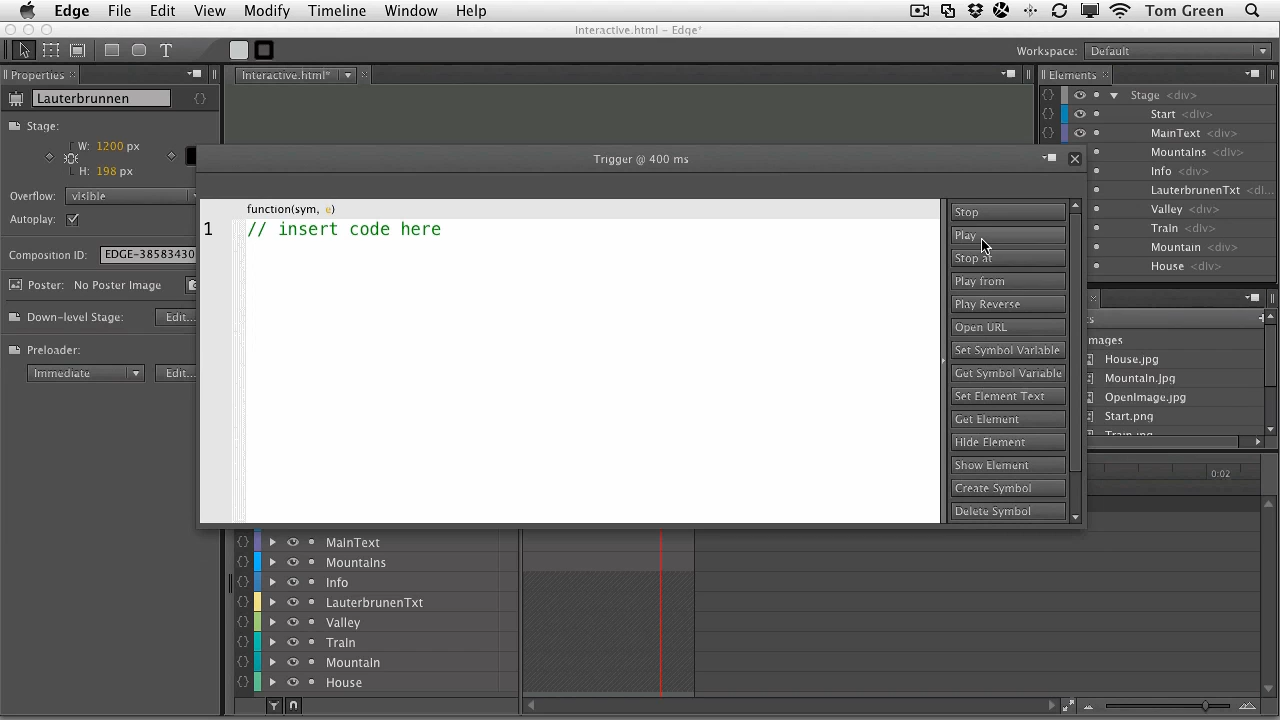 Edge File Edit View Modify Timeline Window Help Tom Green
Interactive.html – Edge*
Workspace: Default
Properties
Interactive.html*
Elements
Lauterbrunnen
Stage <div>
Stage:
Start <div>
W: 1200 px
MainText <div>
H: 198 px
Mountains <div>
Overflow: visible
Info <div>
Autoplay:
LauterbrunenTxt <di...
Composition ID: EDGE-38583430
Valley <div>
Poster: No Poster Image
Train <div>
Down-level Stage: Edit...
Mountain <div>
Preloader:
House <div>
Immediate Edit...
Trigger @ 400 ms
function(sym, e)
1 // insert code here
Stop
Play
Stop at
Play from
Play Reverse
Open URL
Set Symbol Variable
Get Symbol Variable
Set Element Text
Get Element
Hide Element
Show Element
Create Symbol
Delete Symbol
House.jpg
Mountain.jpg
OpenImage.jpg
Start.png
0:02
MainText
Mountains
Info
LauterbrunenTxt
Valley
Train
Mountain
House